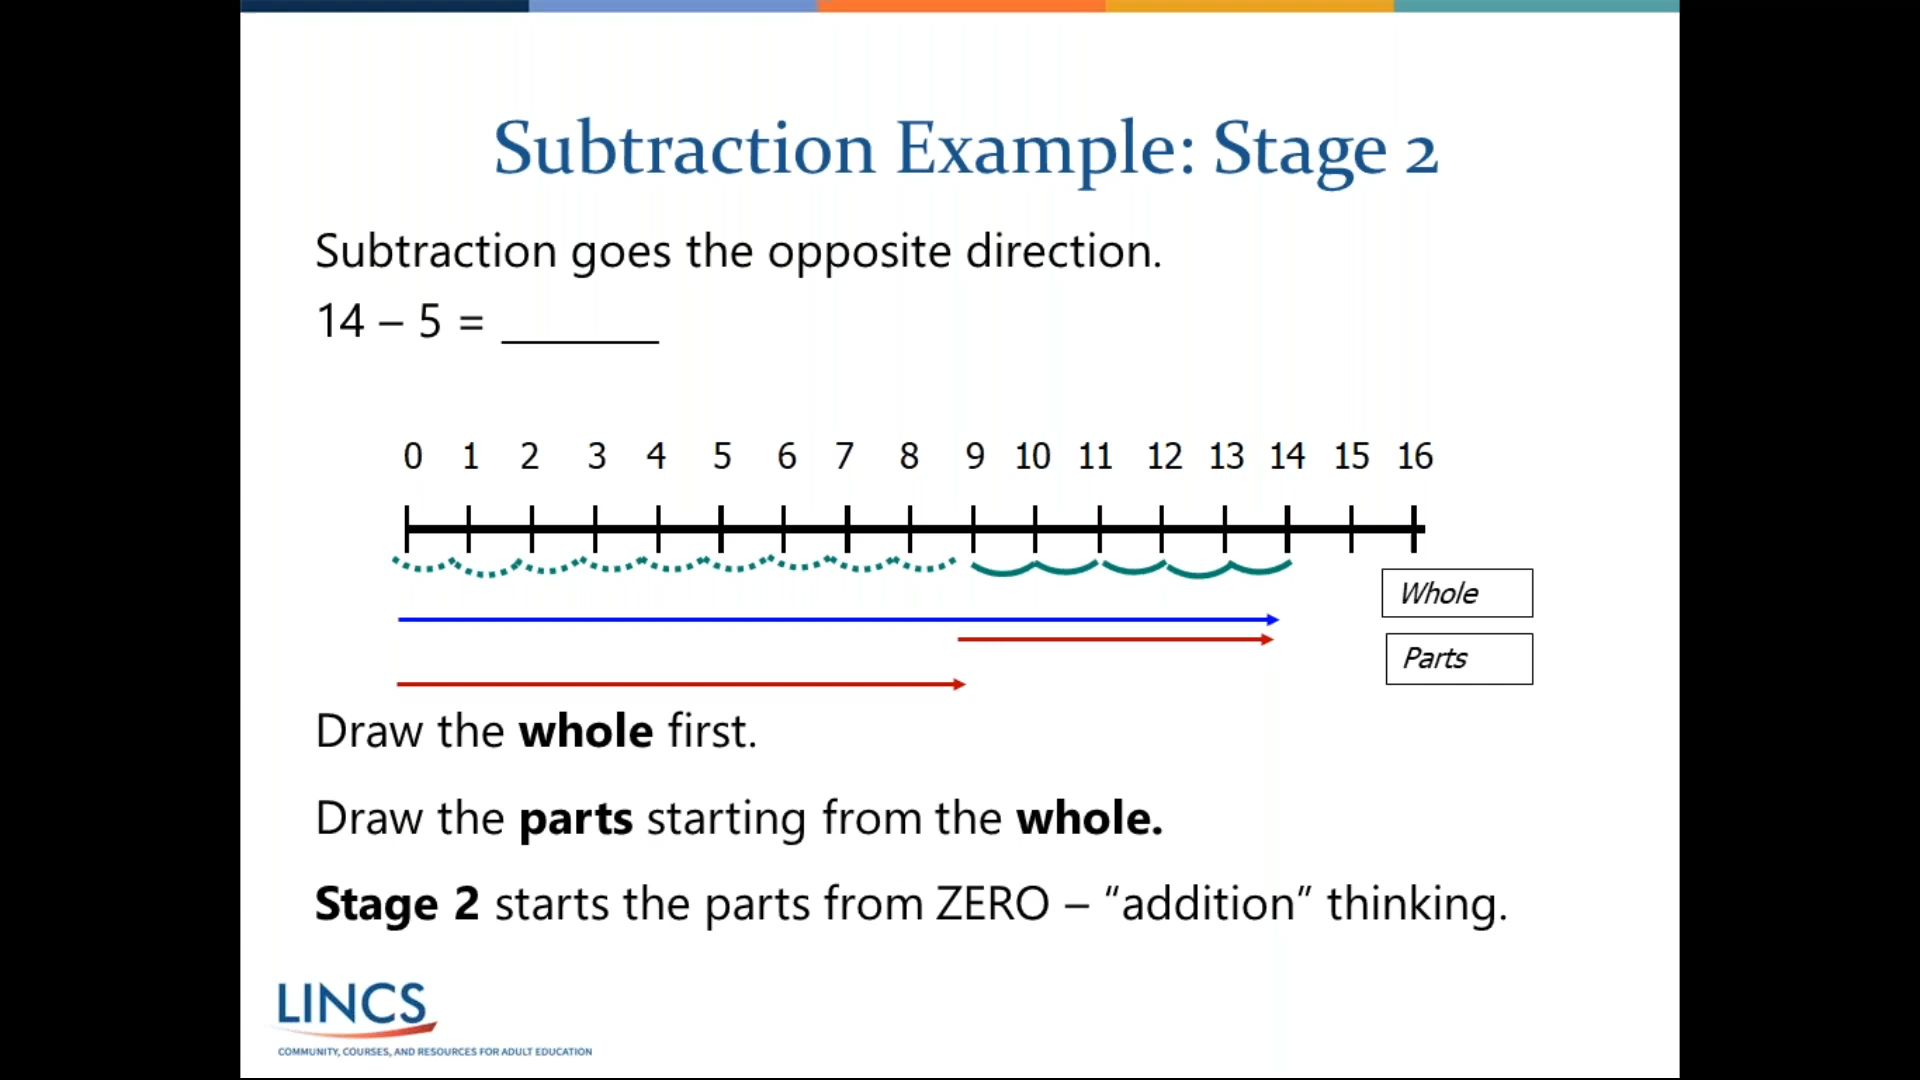 Subtraction Example: Stage 2
Subtraction goes the opposite direction.
14 – 5 = _______
0 1 2 3 4 5 6 7 8 9 10 11 12 13 14 15 16
Whole
Parts
Draw the whole first.
Draw the parts starting from the whole.
Stage 2 starts the parts from ZERO – “addition” thinking.
LINCS
COMMUNITY, COURSES, AND RESOURCES FOR ADULT EDUCATION